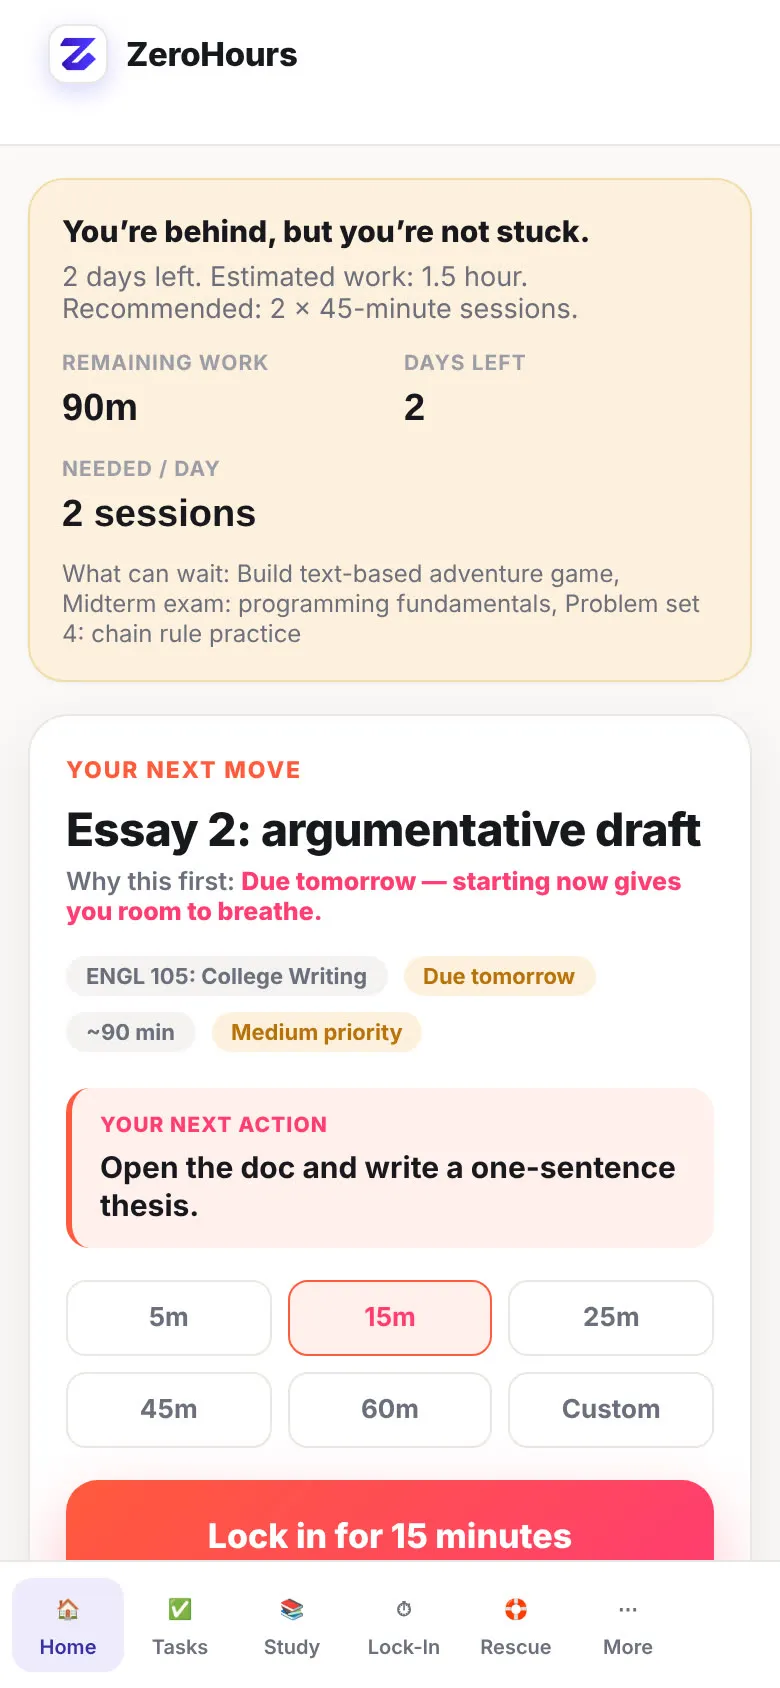 ZeroHours
You’re behind, but you’re not stuck.
2 days left. Estimated work: 1.5 hour.
Recommended: 2 × 45-minute sessions.
REMAINING WORK
90m
DAYS LEFT
2
NEEDED / DAY
2 sessions
What can wait: Build text-based adventure game,
Midterm exam: programming fundamentals, Problem set
4: chain rule practice
YOUR NEXT MOVE
Essay 2: argumentative draft
Why this first: Due tomorrow — starting now gives
you room to breathe.
ENGL 105: College Writing
Due tomorrow
~90 min
Medium priority
YOUR NEXT ACTION
Open the doc and write a one-sentence
thesis.
5m
15m
25m
45m
60m
Custom
Lock in for 15 minutes
Home
Tasks
Study
Lock-In
Rescue
More